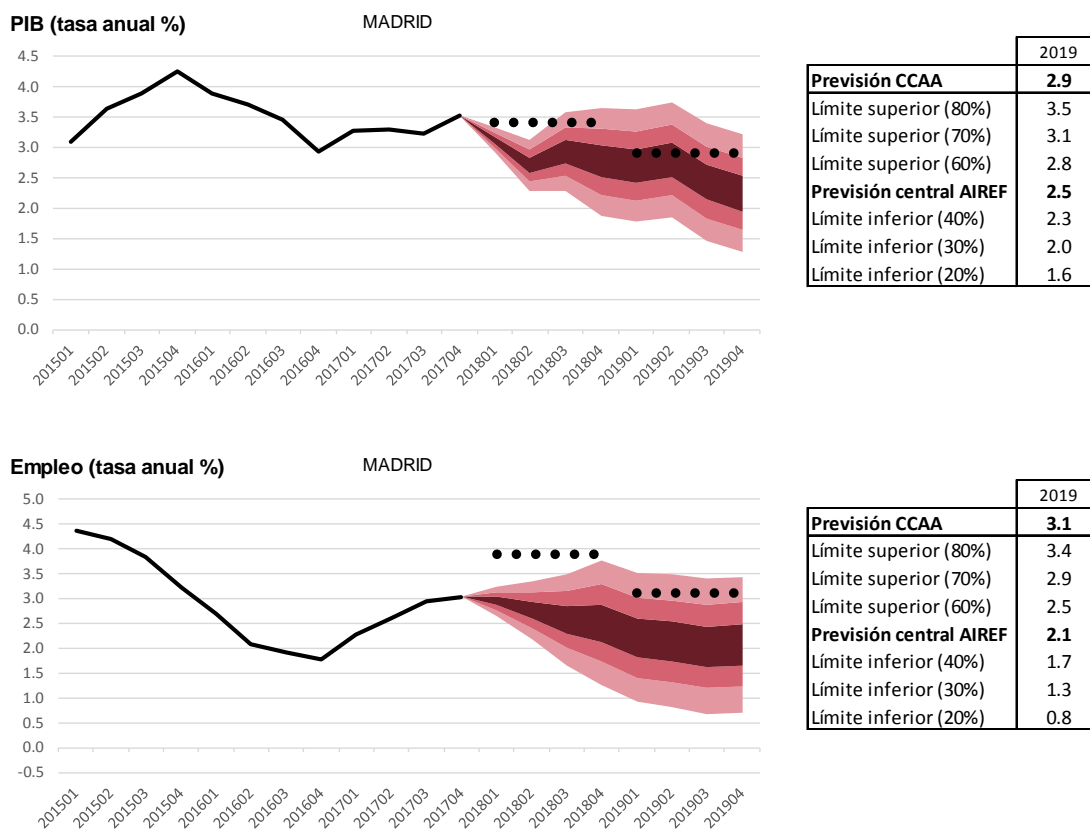 PIB (tasa anual %) MADRID
4.5
4.0
3.5
3.0
2.5
2.0
1.5
1.0
0.5
0.0
201501 201502 201503 201504 201601 201602 201603 201604 201701 201702 201703 201704 201801 201802 201803 201804 201901 201902 201903 201904
2019
Previsión CCAA 2.9
Límite superior (80%) 3.5
Límite superior (70%) 3.1
Límite superior (60%) 2.8
Previsión central AIREF 2.5
Límite inferior (40%) 2.3
Límite inferior (30%) 2.0
Límite inferior (20%) 1.6
Empleo (tasa anual %) MADRID
5.0
4.5
4.0
3.5
3.0
2.5
2.0
1.5
1.0
0.5
0.0
-0.5
201501 201502 201503 201504 201601 201602 201603 201604 201701 201702 201703 201704 201801 201802 201803 201804 201901 201902 201903 201904
2019
Previsión CCAA 3.1
Límite superior (80%) 3.4
Límite superior (70%) 2.9
Límite superior (60%) 2.5
Previsión central AIREF 2.1
Límite inferior (40%) 1.7
Límite inferior (30%) 1.3
Límite inferior (20%) 0.8